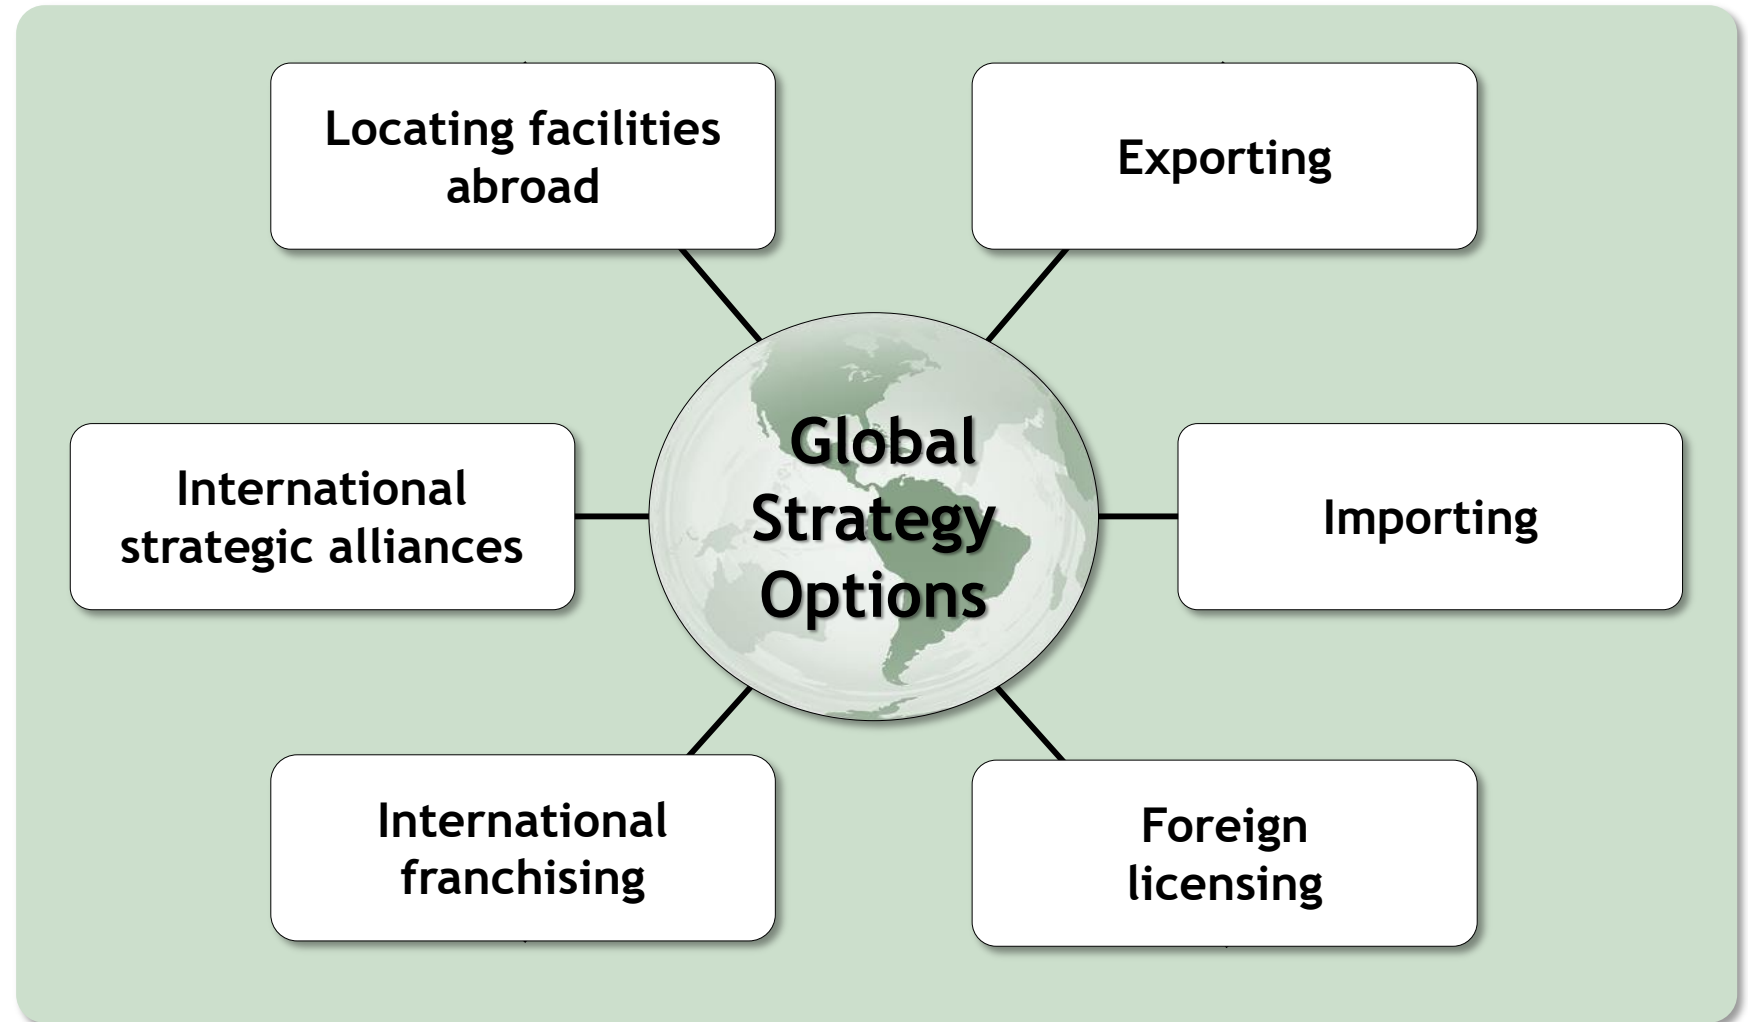 Locating facilities
abroad
Exporting
Global
Strategy
Options
International
strategic alliances
Importing
International
franchising
Foreign
licensing